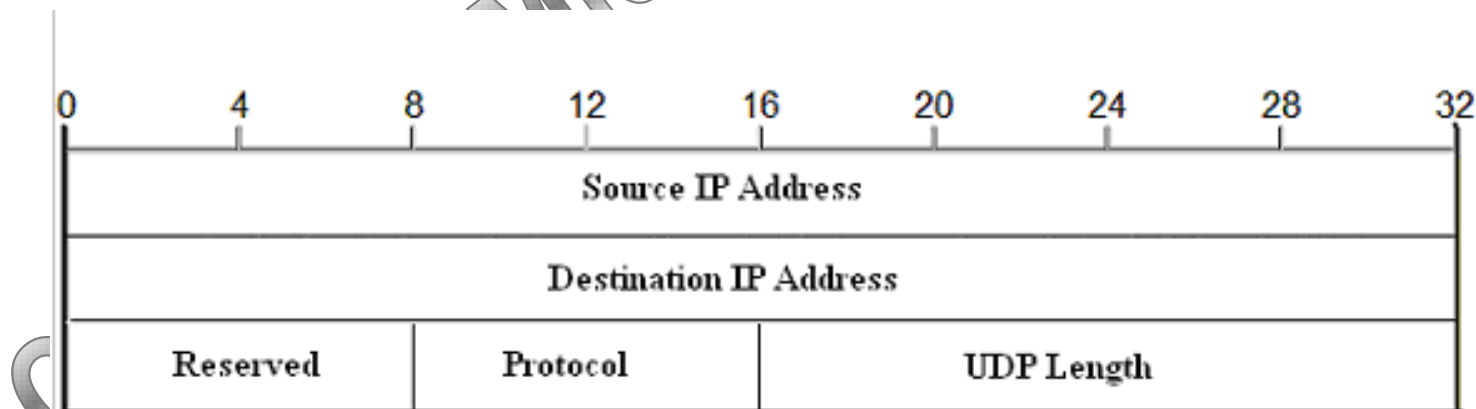 0 4 8 12 16 20 24 28 32
Source IP Address
Destination IP Address
Reserved Protocol UDP Length